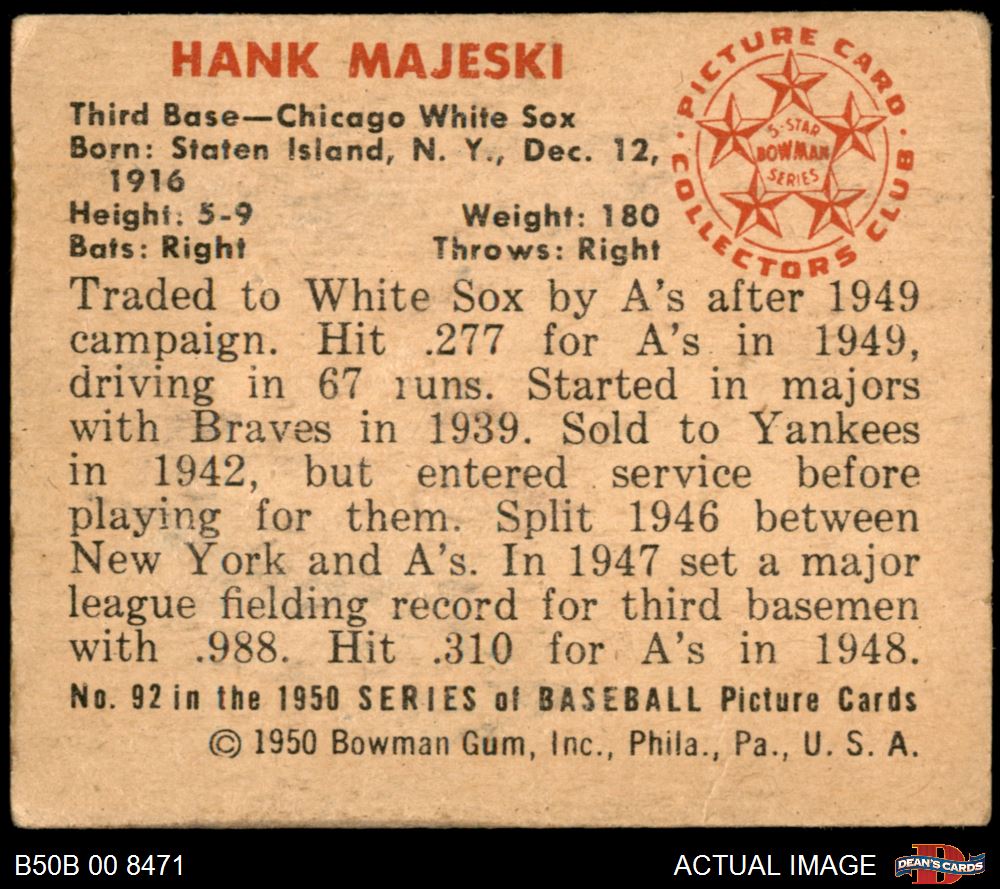 HANK MAJESKI
PICTURE CARD
COLLECTORS CLUB
5-STAR
BOWMAN
SERIES
Third Base—Chicago White Sox
Born: Staten Island, N. Y., Dec. 12,
1916
Height: 5-9 Weight: 180
Bats: Right Throws: Right
Traded to White Sox by A's after 1949
campaign. Hit .277 for A's in 1949,
driving in 67 runs. Started in majors
with Braves in 1939. Sold to Yankees
in 1942, but entered service before
playing for them. Split 1946 between
New York and A's. In 1947 set a major
league fielding record for third basemen
with .988. Hit .310 for A's in 1948.
No. 92 in the 1950 SERIES of BASEBALL Picture Cards
© 1950 Bowman Gum, Inc., Phila., Pa., U. S. A.
B50B 00 8471
ACTUAL IMAGE
DEAN'S CARDS